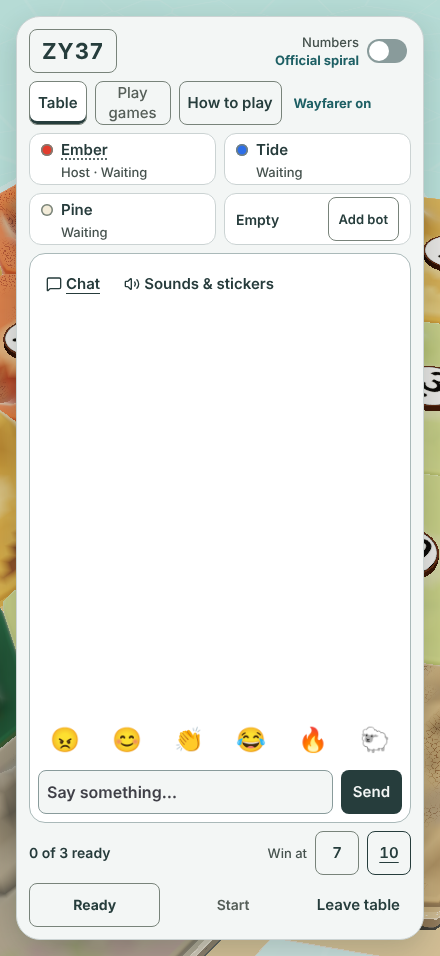 ZY37
Numbers
Official spiral
Table
Play games
How to play
Wayfarer on
Ember
Host · Waiting
Tide
Waiting
Pine
Waiting
Empty
Add bot
Chat
Sounds & stickers
Say something...
Send
0 of 3 ready
Win at
7
10
Ready
Start
Leave table